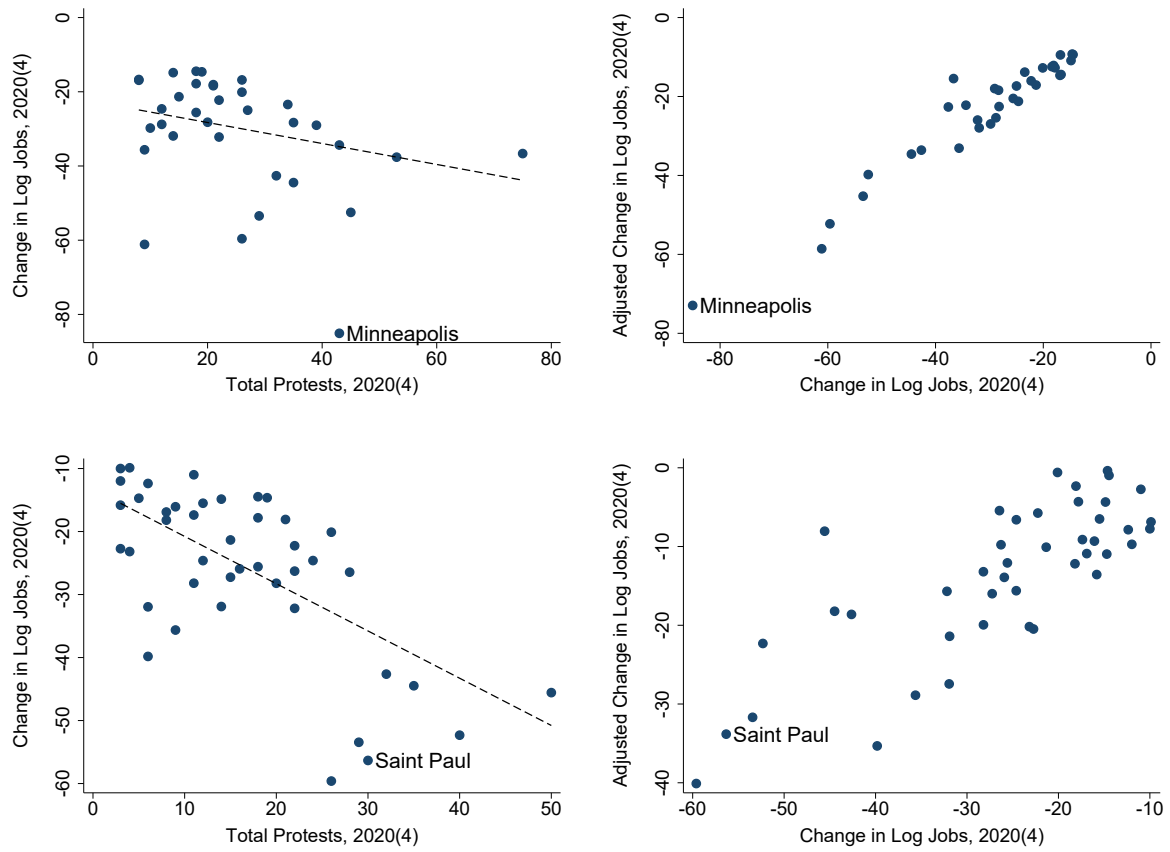 Change in Log Jobs, 2020(4)
0
-20
-40
-60
-80
Minneapolis
0 20 40 60 80
Total Protests, 2020(4)
Adjusted Change in Log Jobs, 2020(4)
0
-20
-40
-60
-80
Minneapolis
-80 -60 -40 -20 0
Change in Log Jobs, 2020(4)
Change in Log Jobs, 2020(4)
-10
-20
-30
-40
-50
-60
Saint Paul
0 10 20 30 40 50
Total Protests, 2020(4)
Adjusted Change in Log Jobs, 2020(4)
0
-10
-20
-30
-40
Saint Paul
-60 -50 -40 -30 -20 -10
Change in Log Jobs, 2020(4)